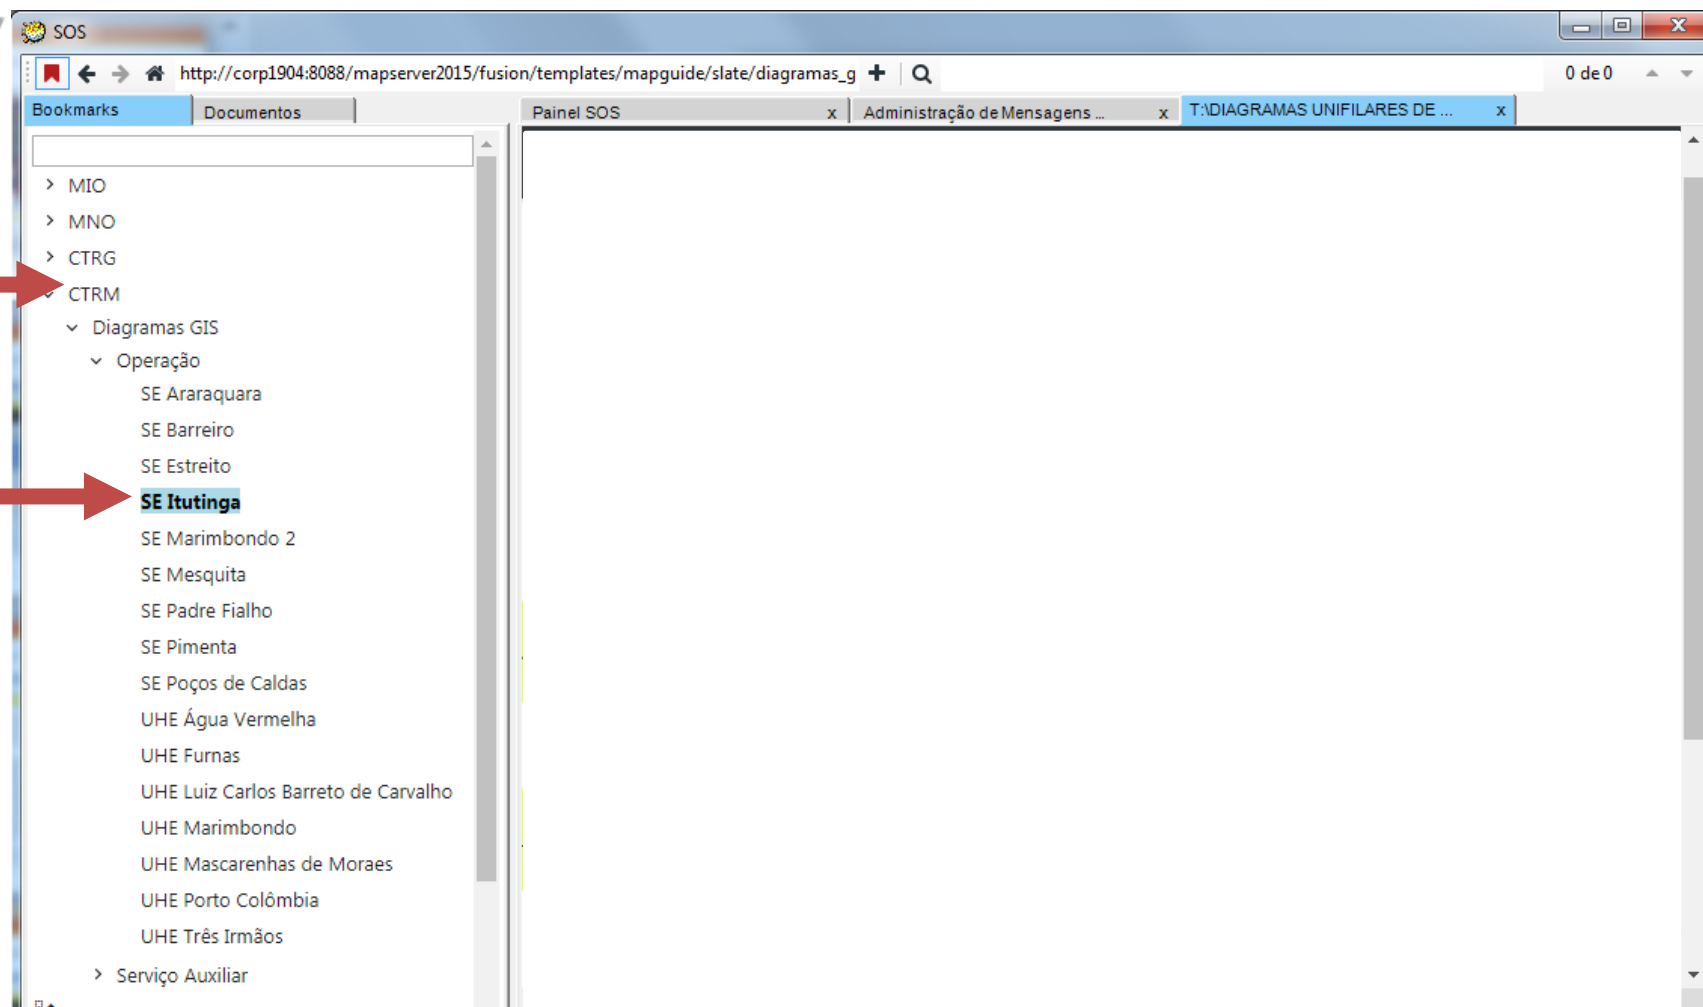 SOS
http://corp1904:8088/mapserver2015/fusion/templates/mapguide/slate/diagramas_g
0 de 0
Bookmarks
Documentos
Painel SOS x
Administração de Mensagens ... x
T:\DIAGRAMAS UNIFILARES DE ... x
MIO
MNO
CTRG
CTRM
Diagramas GIS
Operação
SE Araraquara
SE Barreiro
SE Estreito
SE Itutinga
SE Marimbondo 2
SE Mesquita
SE Padre Fialho
SE Pimenta
SE Poços de Caldas
UHE Água Vermelha
UHE Furnas
UHE Luiz Carlos Barreto de Carvalho
UHE Marimbondo
UHE Mascarenhas de Moraes
UHE Porto Colômbia
UHE Três Irmãos
Serviço Auxiliar